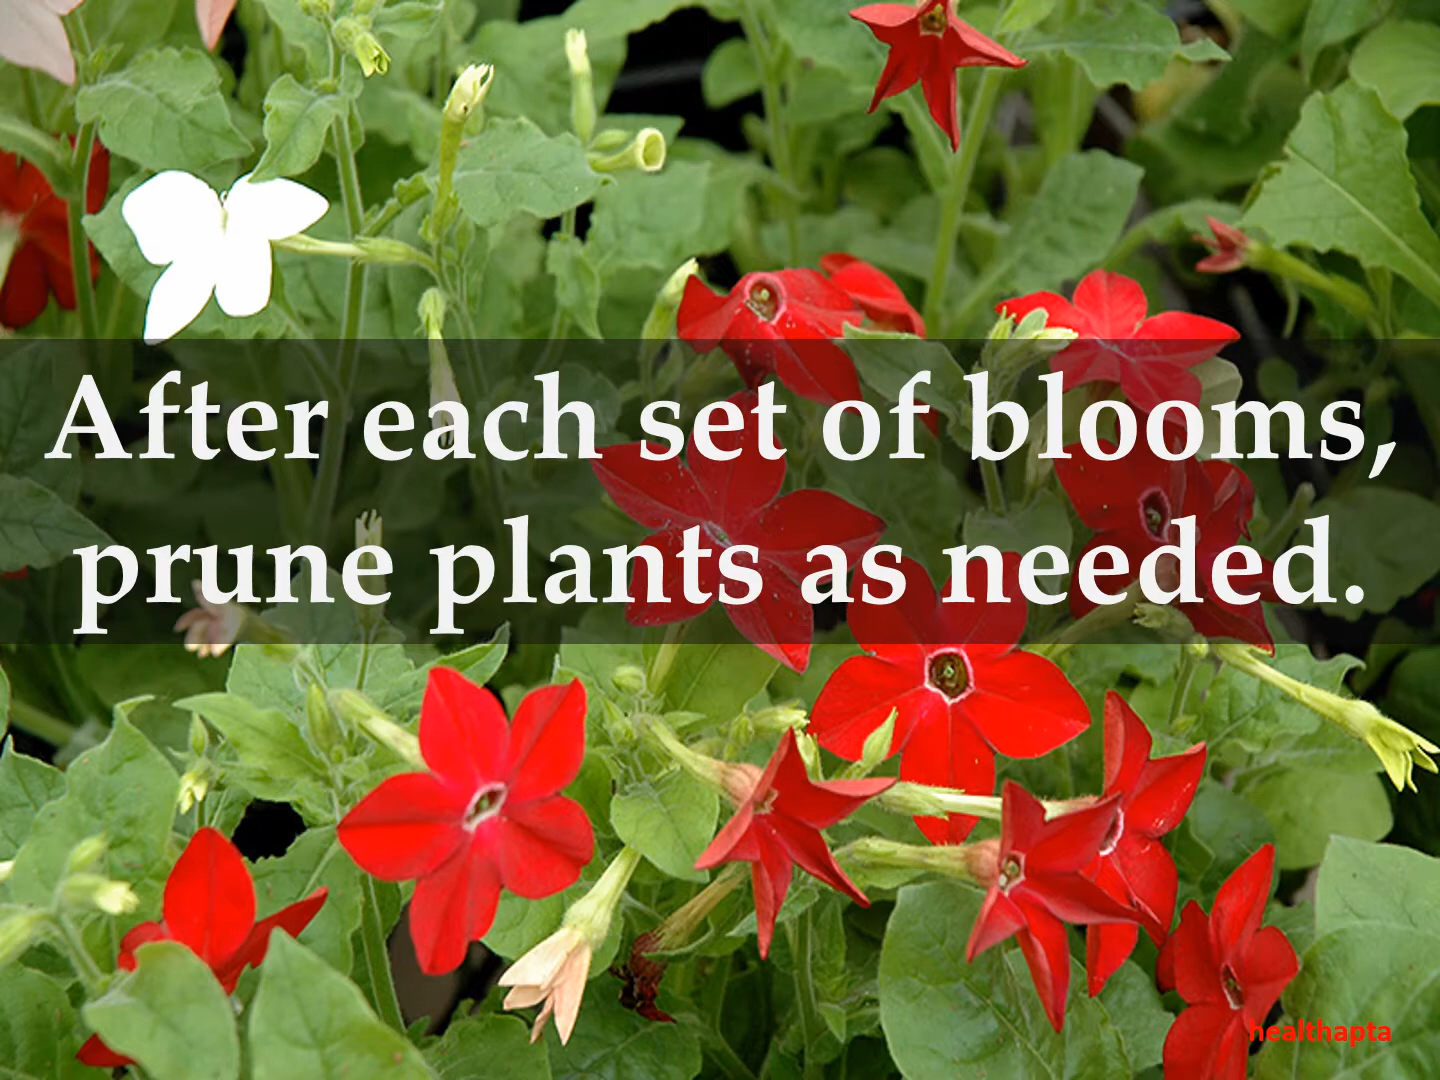 After each set of blooms,
prune plants as needed.
healthapta